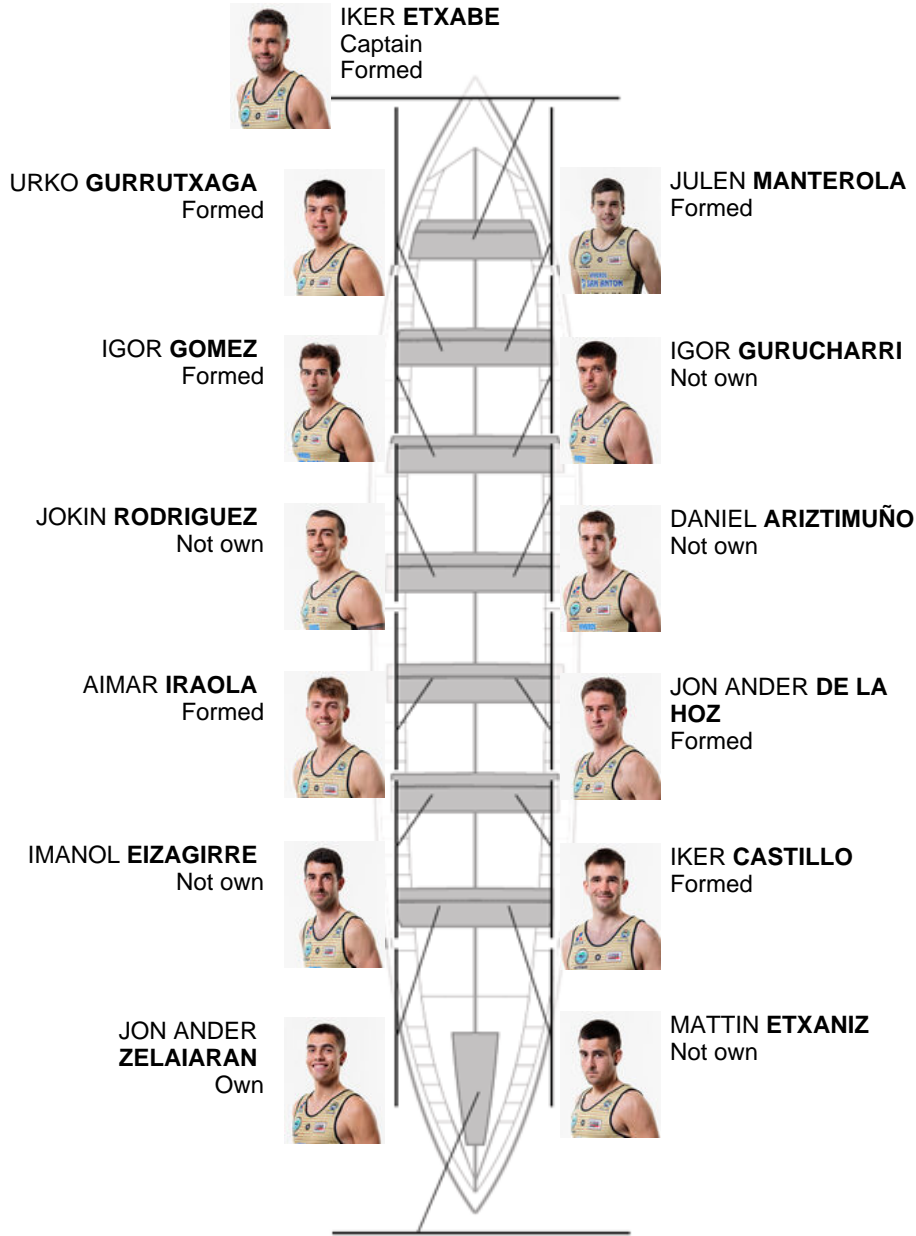 IKER ETXABE
Captain
Formed
URKO GURRUTXAGA
Formed
JULEN MANTEROLA
Formed
IGOR GOMEZ
Formed
IGOR GURUCHARRI
Not own
JOKIN RODRIGUEZ
Not own
DANIEL ARIZTIMUÑO
Not own
AIMAR IRAOLA
Formed
JON ANDER DE LA
HOZ
Formed
IMANOL EIZAGIRRE
Not own
IKER CASTILLO
Formed
JON ANDER
ZELAIARAN
Own
MATTIN ETXANIZ
Not own